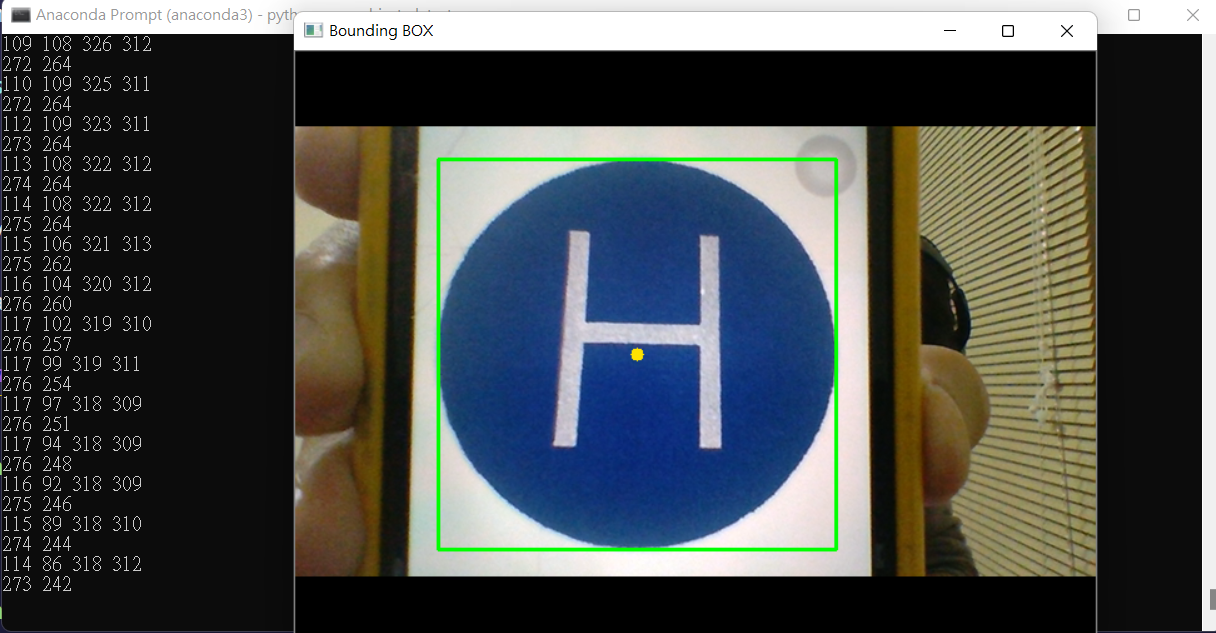 Anaconda Prompt (anaconda3) - pyth
Bounding BOX
109 108 326 312
272 264
110 109 325 311
272 264
112 109 323 311
273 264
113 108 322 312
274 264
114 108 322 312
275 264
115 106 321 313
275 262
116 104 320 312
276 260
117 102 319 310
276 257
117 99 319 311
276 254
117 97 318 309
276 251
117 94 318 309
276 248
116 92 318 309
275 246
115 89 318 310
274 244
114 86 318 312
273 242
H